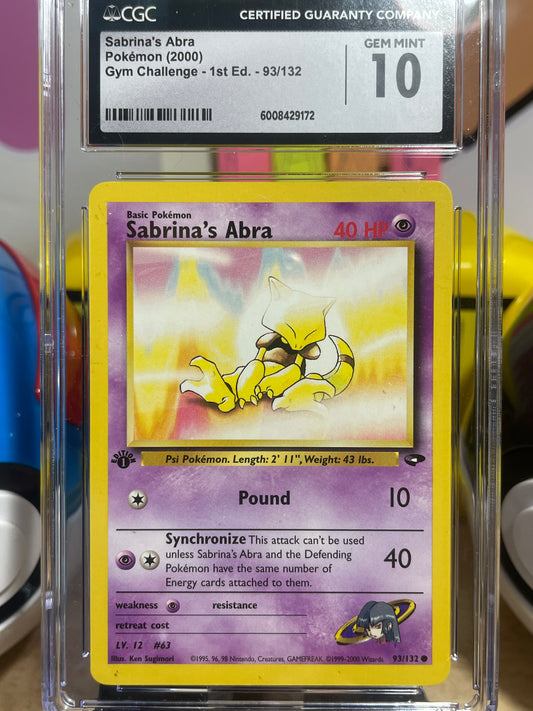 CGC CERTIFIED GUARANTY COMPANY
Sabrina's Abra
Pokémon (2000)
Gym Challenge - 1st Ed. - 93/132
GEM MINT
10
6008429172
Basic Pokémon
Sabrina's Abra 40 HP
EDITION
1
Psi Pokémon. Length: 2' 11", Weight: 43 lbs.
Pound 10
Synchronize This attack can't be used
unless Sabrina's Abra and the Defending
Pokémon have the same number of
Energy cards attached to them.
40
weakness resistance
retreat cost
LV. 12 #63
Illus. Ken Sugimori ©1995, 96, 98 Nintendo, Creatures, GAMEFREAK. ©1999-2000 Wizards. 93/132